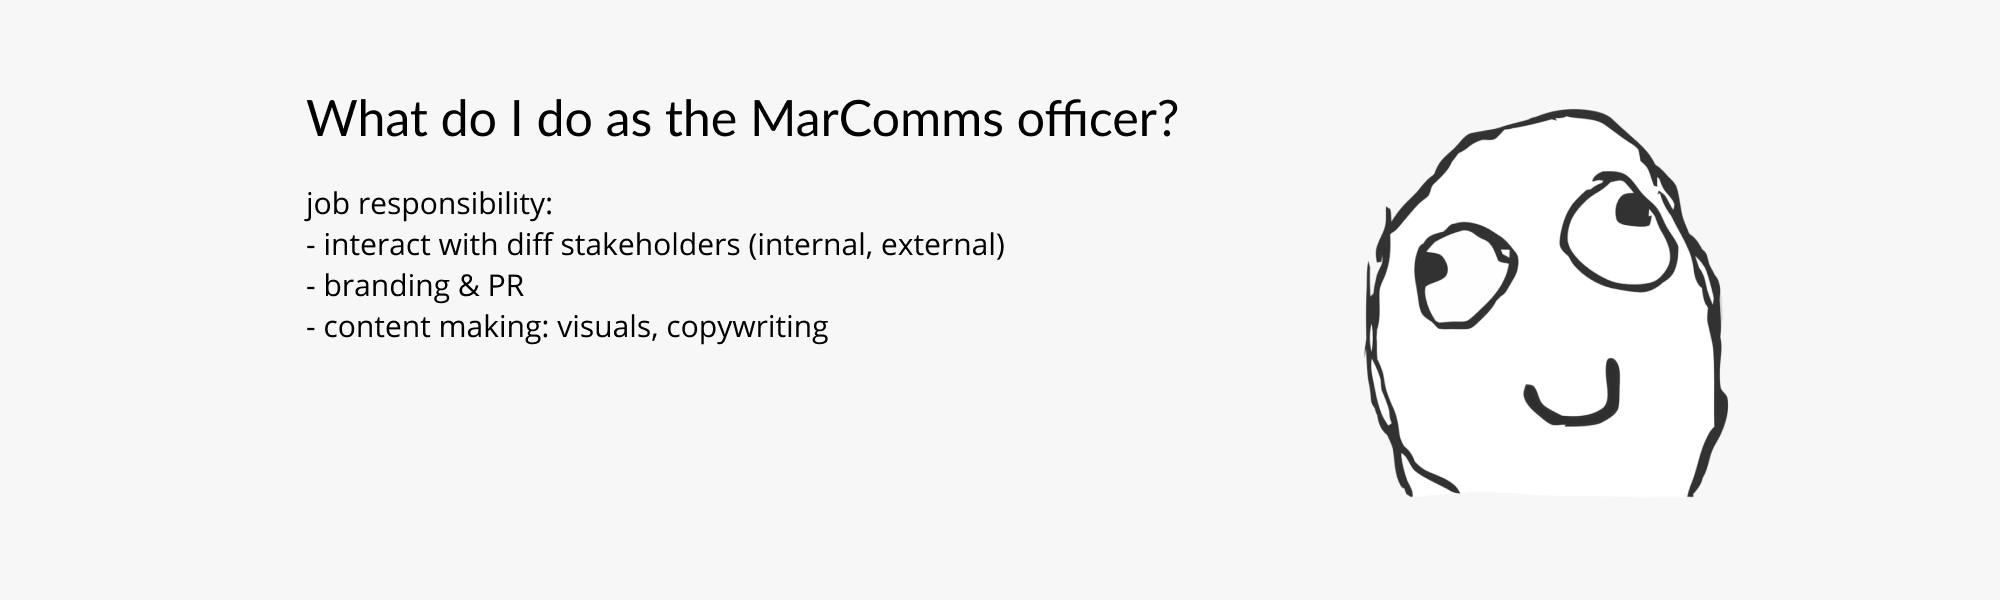 What do I do as the MarComms officer?
job responsibility:
- interact with diff stakeholders (internal, external)
- branding & PR
- content making: visuals, copywriting